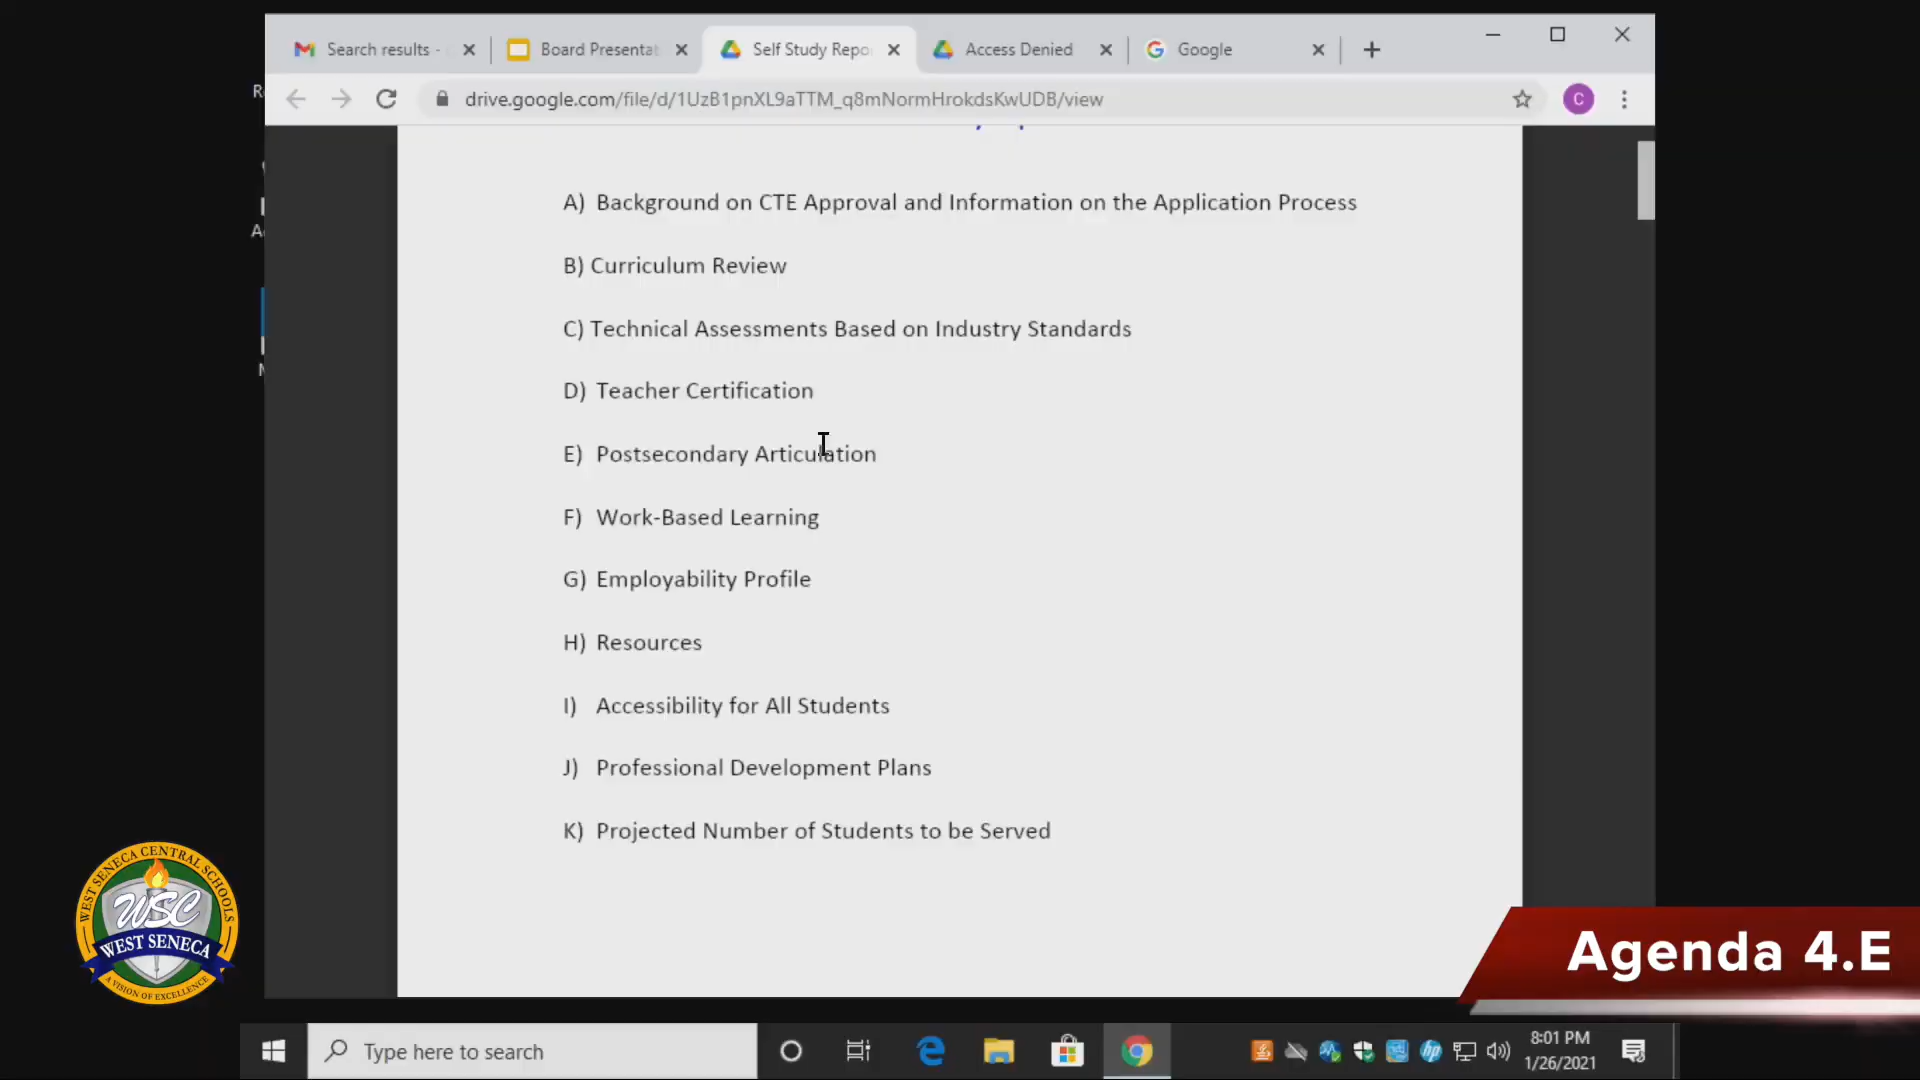 Search results -
Board Presentat
Self Study Repo
Access Denied
Google
drive.google.com/file/d/1UzB1pnXL9aTTM_q8mNormHrokdsKwUDB/view
C
A) Background on CTE Approval and Information on the Application Process
B) Curriculum Review
C) Technical Assessments Based on Industry Standards
D) Teacher Certification
E) Postsecondary Articulation
F) Work-Based Learning
G) Employability Profile
H) Resources
I) Accessibility for All Students
J) Professional Development Plans
K) Projected Number of Students to be Served
WEST SENECA CENTRAL SCHOOLS
WSC
WEST SENECA
A VISION OF EXCELLENCE
Agenda 4.E
Type here to search
hp
8:01 PM
1/26/2021